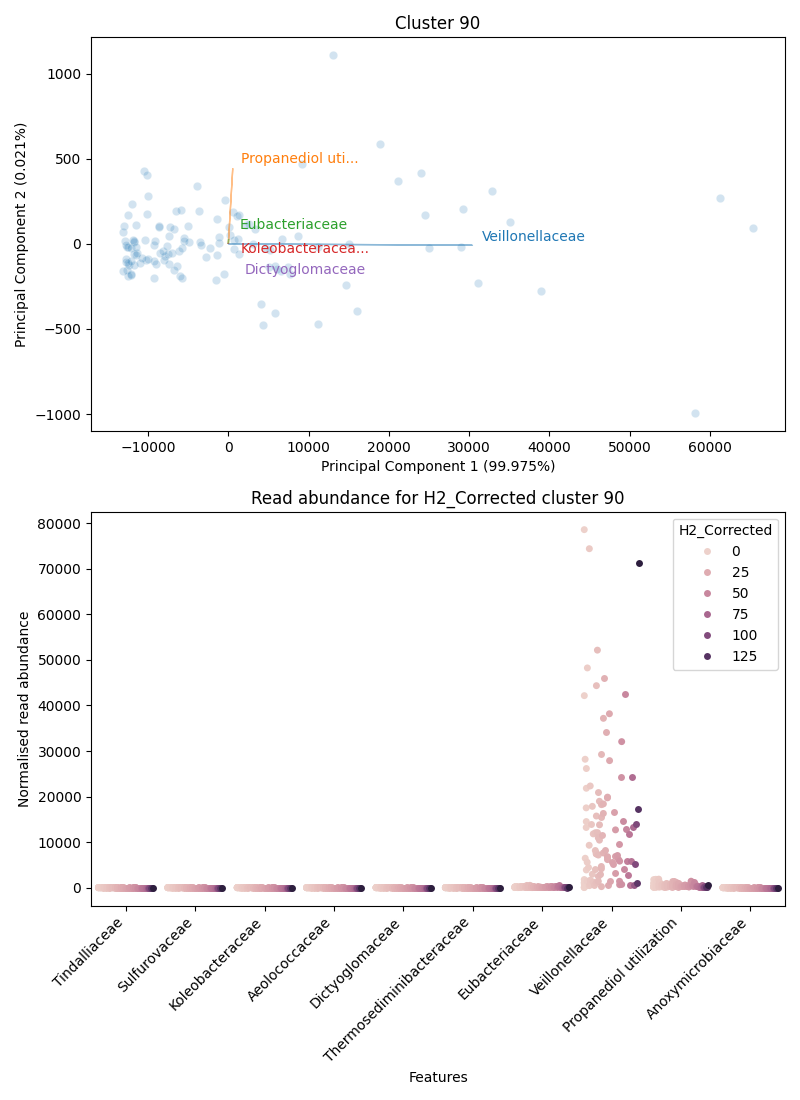 Cluster 90
Principal Component 2 (0.021%)
1000
500
0
−500
−1000
Propanediol uti...
Eubacteriaceae
Koleobacteracea...
Dictyoglomaceae
Veillonellaceae
−10000
0
10000
20000
30000
40000
50000
60000
Principal Component 1 (99.975%)
Read abundance for H2_Corrected cluster 90
Normalised read abundance
80000
70000
60000
50000
40000
30000
20000
10000
0
H2_Corrected
0
25
50
75
100
125
Tindalliaceae
Sulfurovaceae
Koleobacteraceae
Aeolococcaceae
Dictyoglomaceae
Thermosediminibacteraceae
Eubacteriaceae
Veillonellaceae
Propanediol utilization
Anoxymicrobiaceae
Features